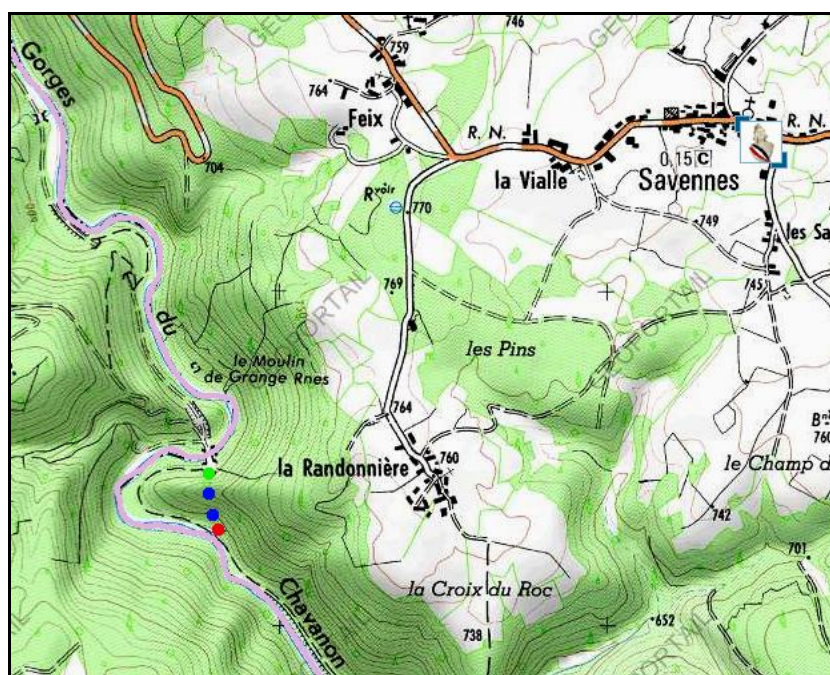 Gorges
du
Chavanon
746
759
764
Feix
704
R. N.
R. N.
la Vialle
0,15 C
Savennes
Rvoir
770
749
les Sa
769
745
les Pins
le Moulin
de Grange Rnes
764
la Randonnière
760
760
le Champ d
742
701
la Croix du Roc
652
738
GEOPORTAIL